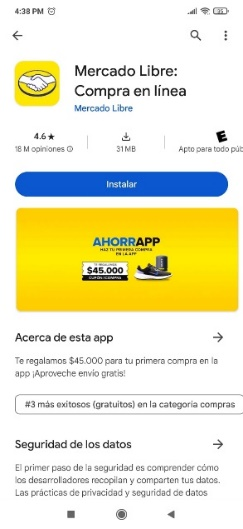 4:38 PM
Mercado Libre:
Compra en línea
Mercado Libre
4.6★
18 M opiniones
31 MB
E
Apto para todo púb
Instalar
AHORRAPP
HAZ TU PRIMERA COMPRA
EN LA APP
TE REGALAMOS
$45.000
Acerca de esta app
Te regalamos $45.000 para tu primera compra en la
app ¡Aproveche envío gratis!
#3 más exitosos (gratuitos) en la categoría compras
Seguridad de los datos
El primer paso de la seguridad es comprender cómo
los desarrolladores recopilan y comparten tus datos.
Las prácticas de privacidad y seguridad de datos